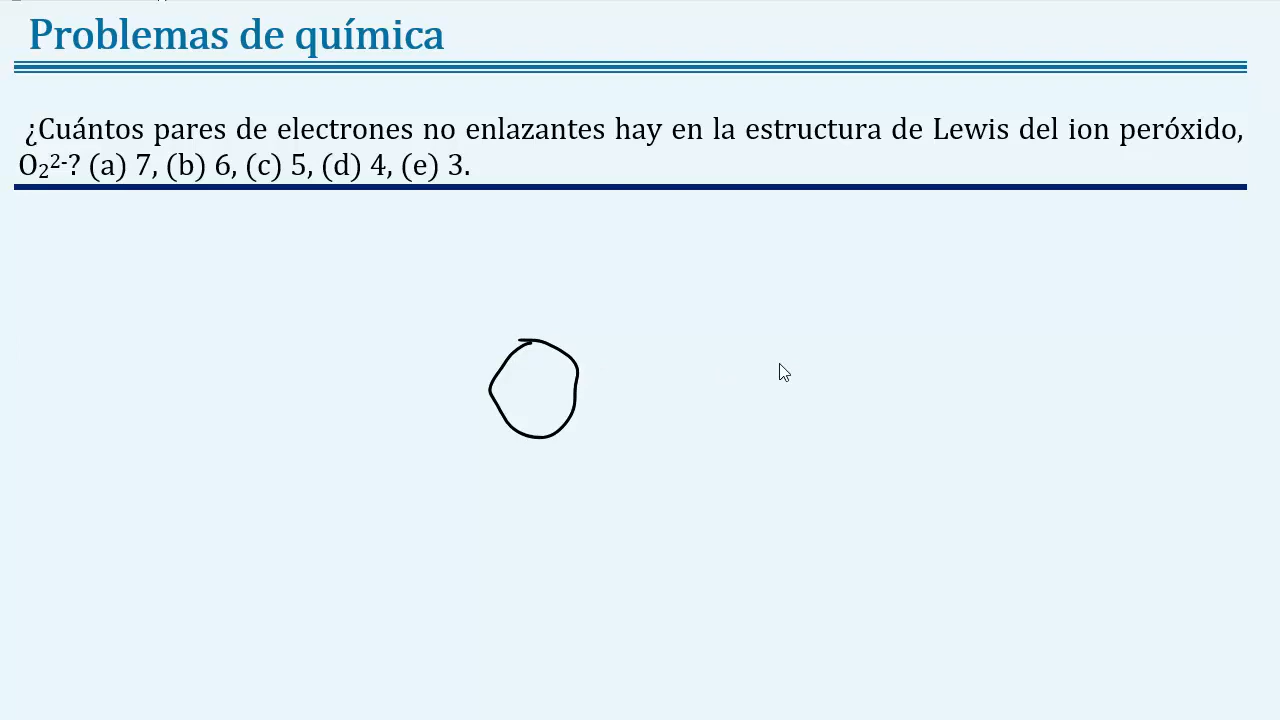 Problemas de química
¿Cuántos pares de electrones no enlazantes hay en la estructura de Lewis del ion peróxido,
O₂²⁻? (a) 7, (b) 6, (c) 5, (d) 4, (e) 3.